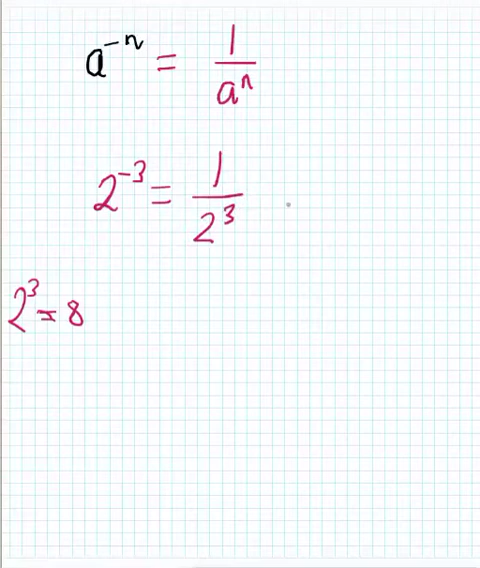 a⁻ⁿ = 1/aⁿ
2⁻³ = 1/2³
2³ = 8